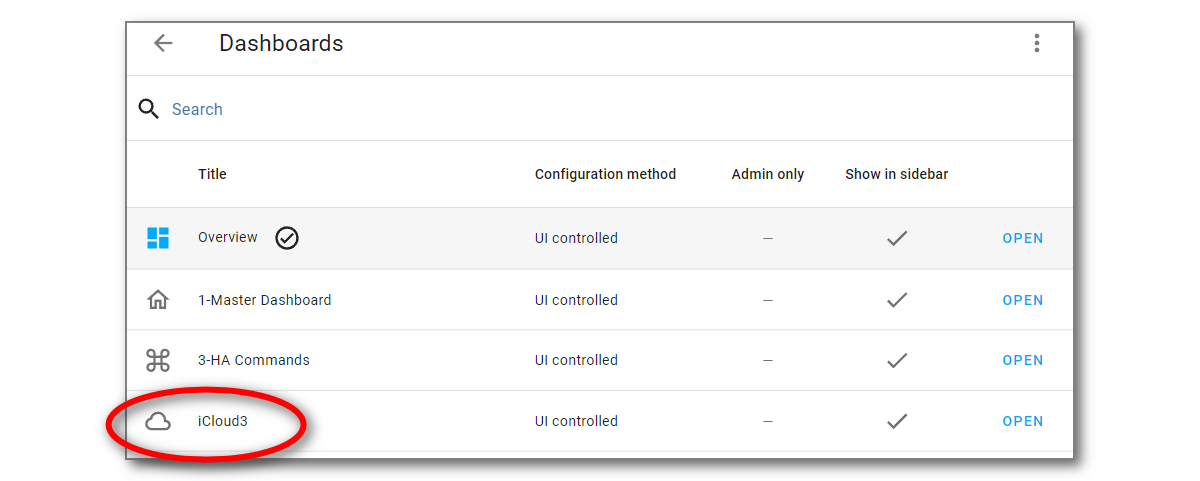 Dashboards
Search
Title Configuration method Admin only Show in sidebar
Overview UI controlled – OPEN
1-Master Dashboard UI controlled – OPEN
3-HA Commands UI controlled – OPEN
iCloud3 UI controlled – OPEN